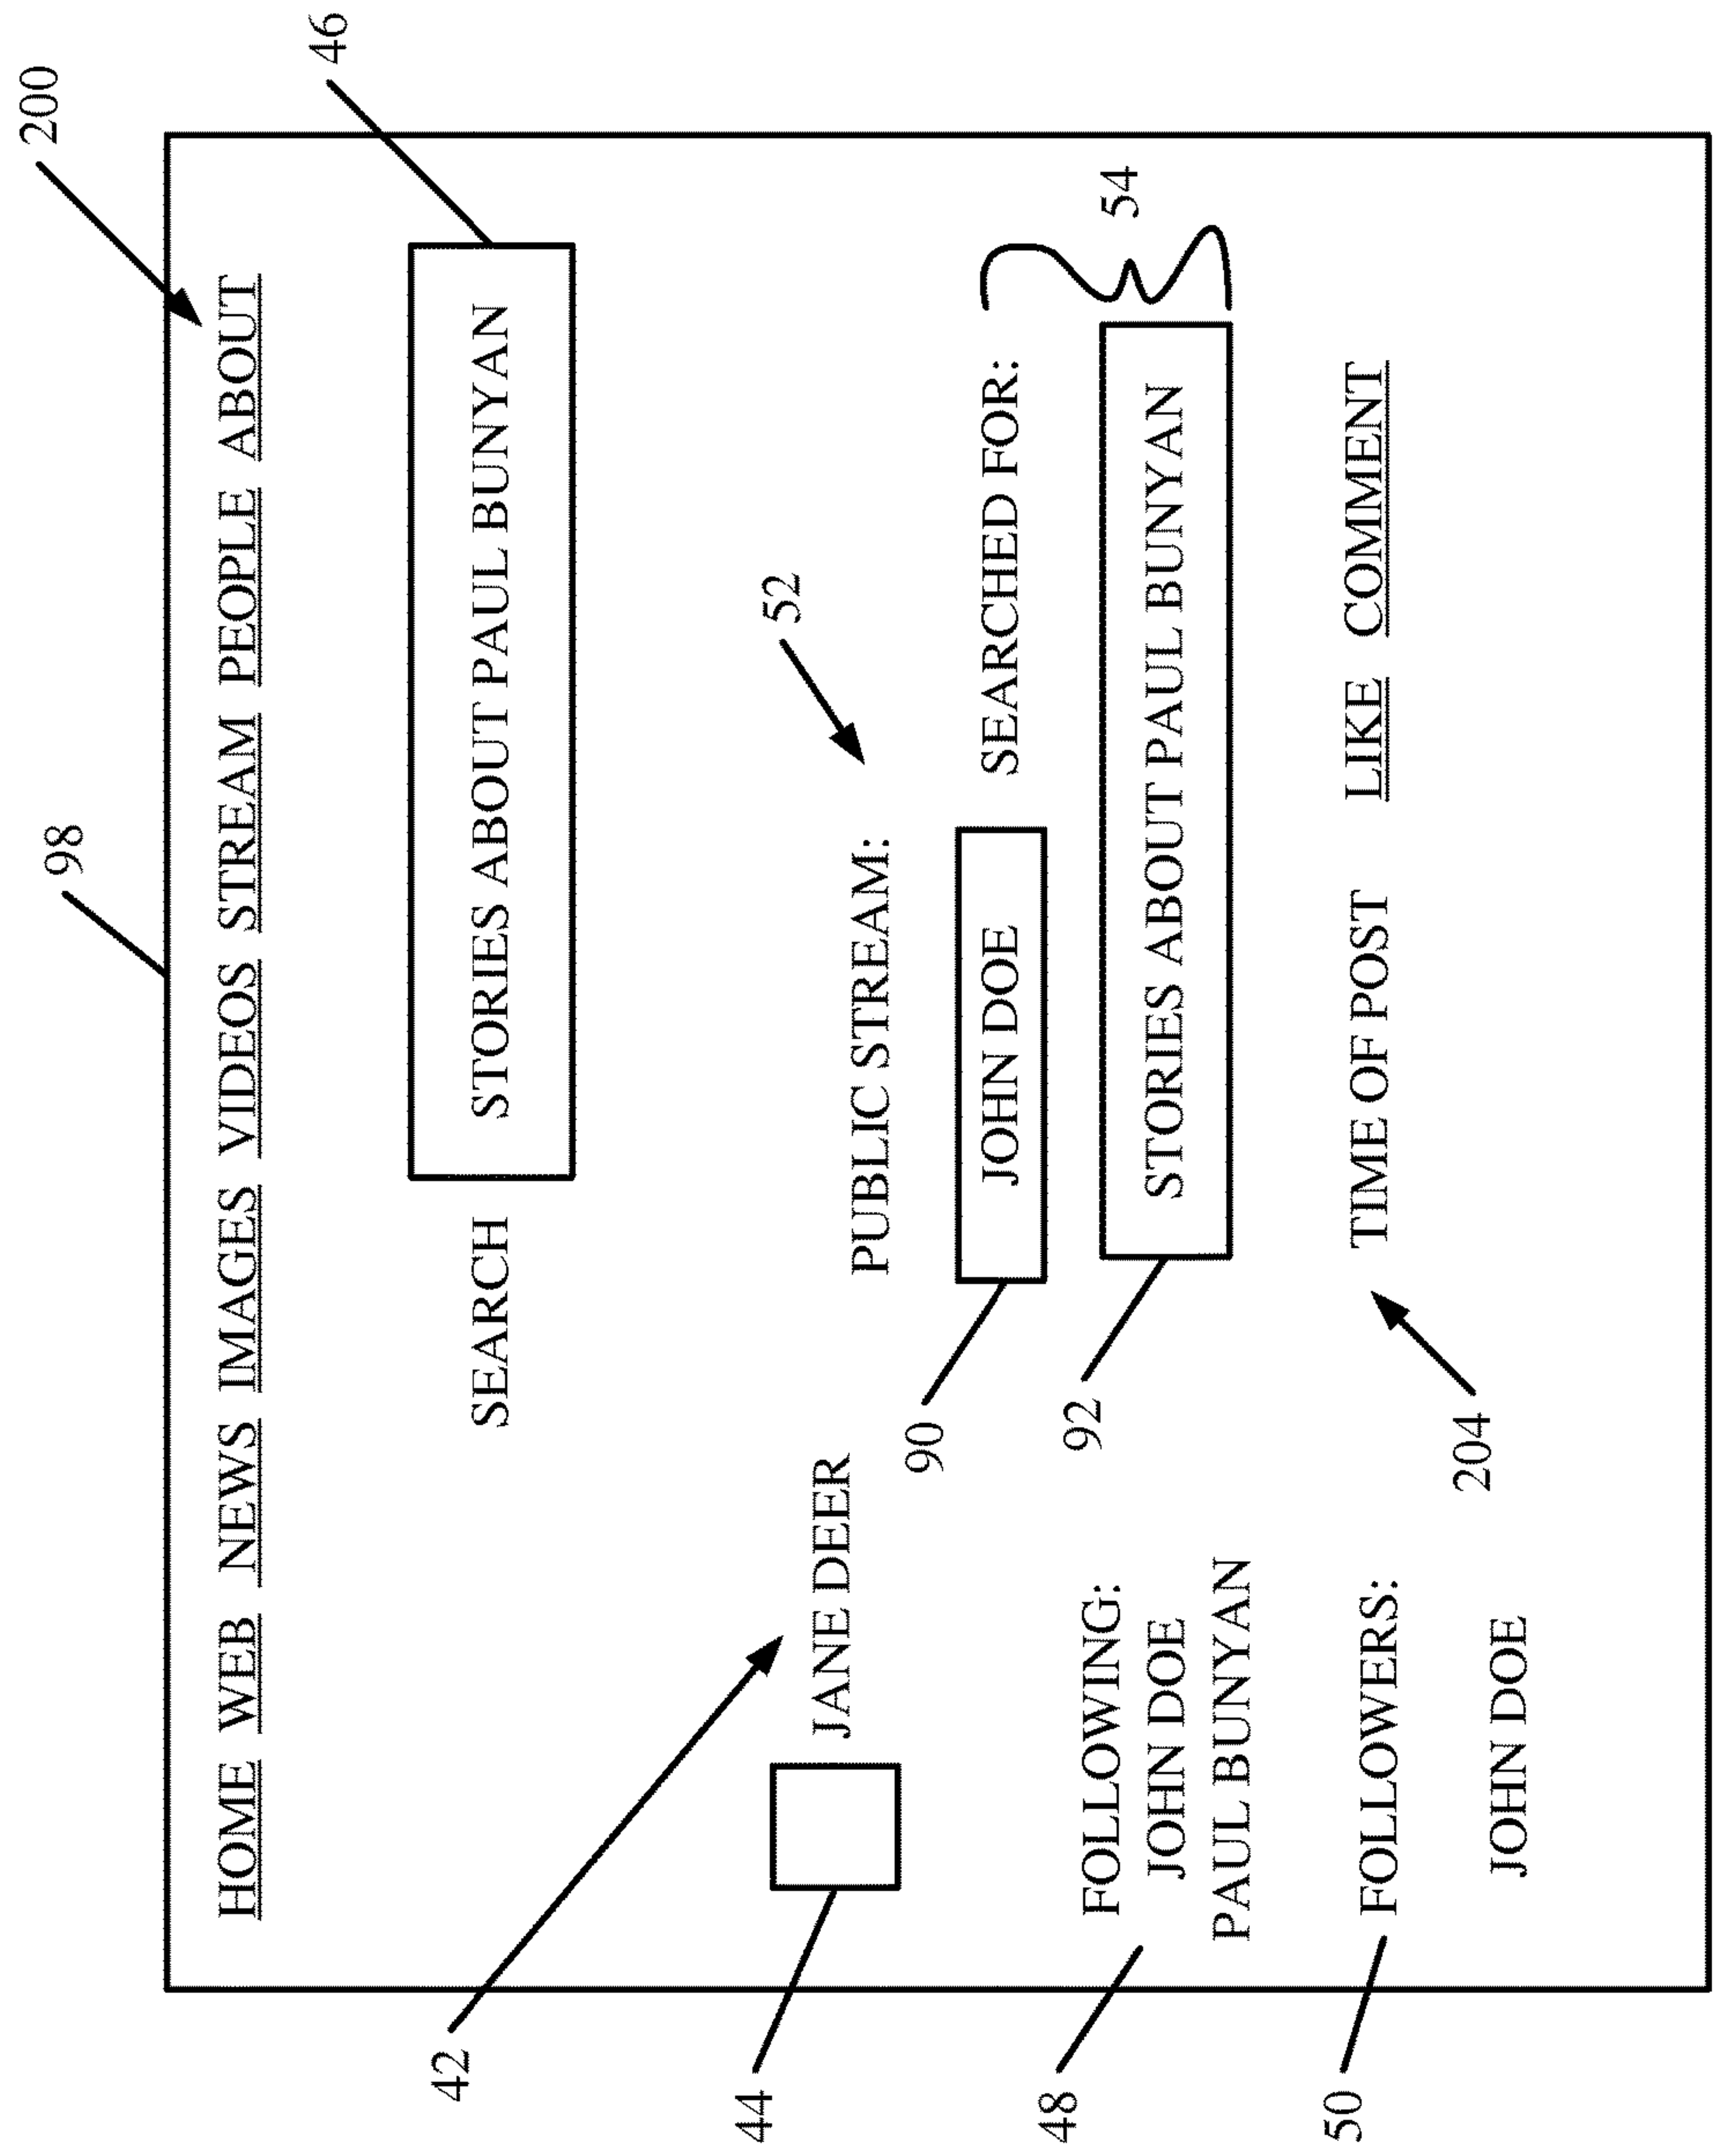 98
200
HOME WEB NEWS IMAGES VIDEOS STREAM PEOPLE ABOUT
46
SEARCH STORIES ABOUT PAUL BUNYAN
42
52
44
JANE DEER
PUBLIC STREAM:
90
JOHN DOE SEARCHED FOR:
54
92
STORIES ABOUT PAUL BUNYAN
48
FOLLOWING:
JOHN DOE
PAUL BUNYAN
204
TIME OF POST LIKE COMMENT
50
FOLLOWERS:
JOHN DOE